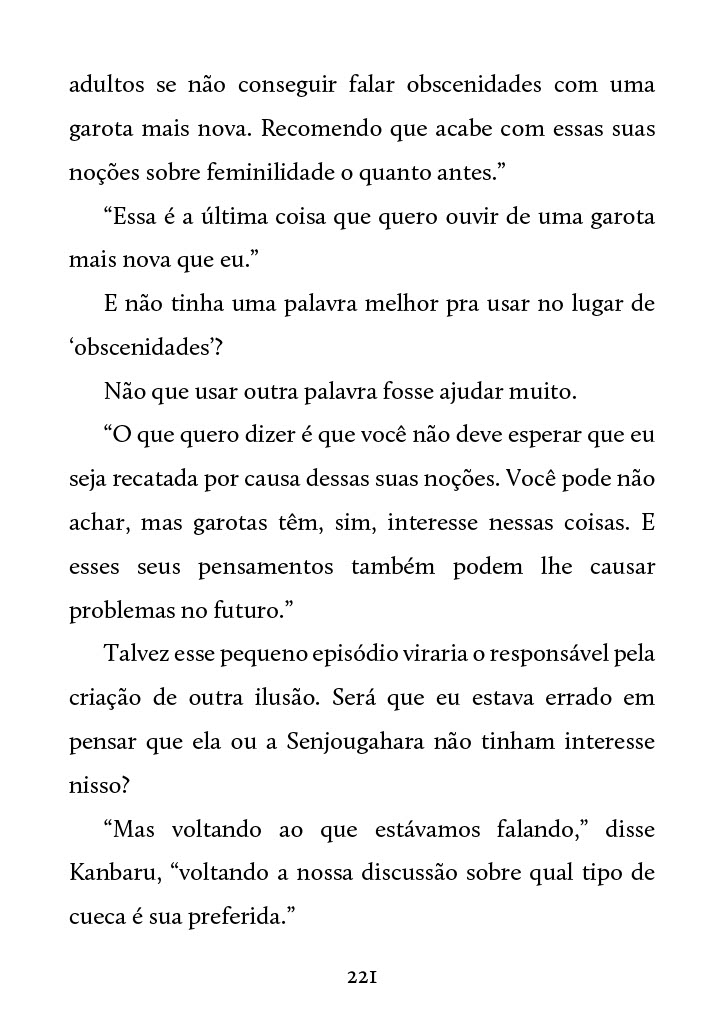 adultos se não conseguir falar obscenidades com uma
garota mais nova. Recomendo que acabe com essas suas
noções sobre feminilidade o quanto antes.”
“Essa é a última coisa que quero ouvir de uma garota
mais nova que eu.”
E não tinha uma palavra melhor pra usar no lugar de
‘obscenidades’?
Não que usar outra palavra fosse ajudar muito.
“O que quero dizer é que você não deve esperar que eu
seja recatada por causa dessas suas noções. Você pode não
achar, mas garotas têm, sim, interesse nessas coisas. E
esses seus pensamentos também podem lhe causar
problemas no futuro.”
Talvez esse pequeno episódio viraria o responsável pela
criação de outra ilusão. Será que eu estava errado em
pensar que ela ou a Senjougahara não tinham interesse
nisso?
“Mas voltando ao que estávamos falando,” disse
Kanbaru, “voltando a nossa discussão sobre qual tipo de
cueca é sua preferida.”
221